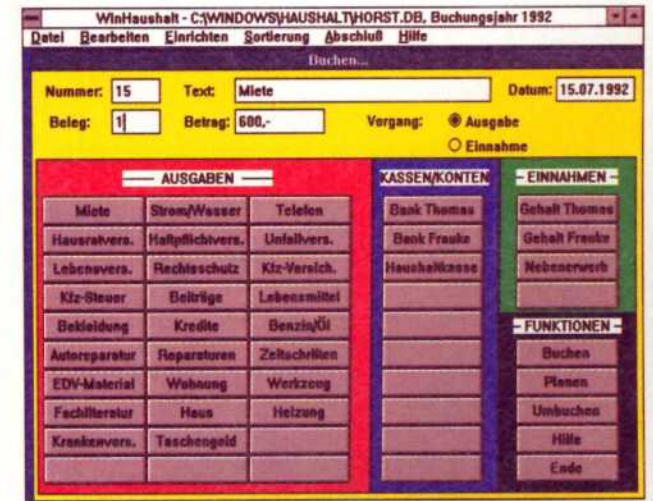 WinHaushalt - C:\WINDOWS\HAUSHALT\HORST.DB, Buchungsjahr 1992
Datei Bearbeiten Einrichten Sortierung Abschluß Hilfe
Buchen...
Nummer: 15 Text: Miete Datum: 15.07.1992
Beleg: 1 Betrag: 600,- Vorgang: Ausgabe
Einnahme
AUSGABEN KASSEN/KONTEN EINNAHMEN
Miete Strom/Wasser Telefon Bank Thomas Gehalt Thomas
Hausratvers. Haftpflichtvers. Unfallvers. Bank Frauke Gehalt Frauke
Lebensvers. Rechtsschutz Kfz-Versich. Haushaltkasse Nebenerwerb
Kfz-Steuer Beiträge Lebensmittel
Bekleidung Kredite Benzin/Öl FUNKTIONEN
Autoreparatur Reparaturen Zeitschriften Buchen
EDV-Material Wohnung Werkzeug Planen
Fachliteratur Haus Heizung Umbuchen
Krankenvers. Taschengeld Hilfe
Ende